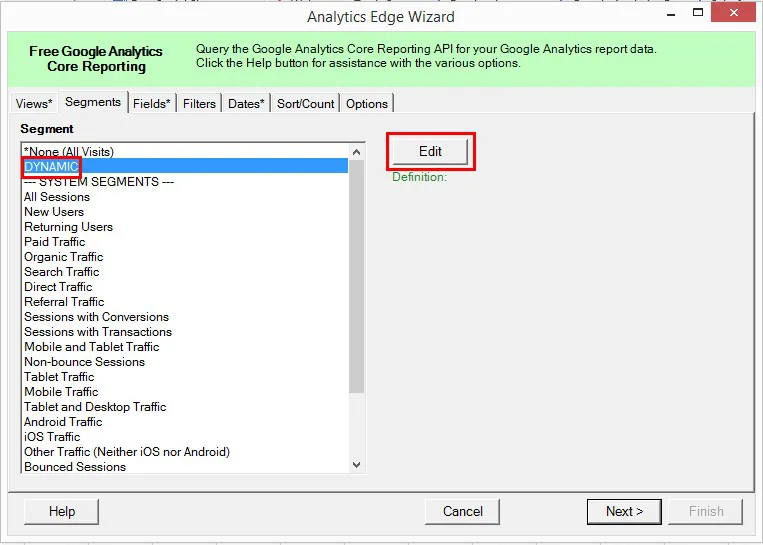 Analytics Edge Wizard
Free Google Analytics
Core Reporting
Query the Google Analytics Core Reporting API for your Google Analytics report data.
Click the Help button for assistance with the various options.
Views* Segments Fields* Filters Dates* Sort/Count Options
Segment
*None (All Visits)
DYNAMIC
--- SYSTEM SEGMENTS ---
All Sessions
New Users
Returning Users
Paid Traffic
Organic Traffic
Search Traffic
Direct Traffic
Referral Traffic
Sessions with Conversions
Sessions with Transactions
Mobile and Tablet Traffic
Non-bounce Sessions
Tablet Traffic
Mobile Traffic
Tablet and Desktop Traffic
Android Traffic
iOS Traffic
Other Traffic (Neither iOS nor Android)
Bounced Sessions
Edit
Definition:
Help Cancel Next > Finish